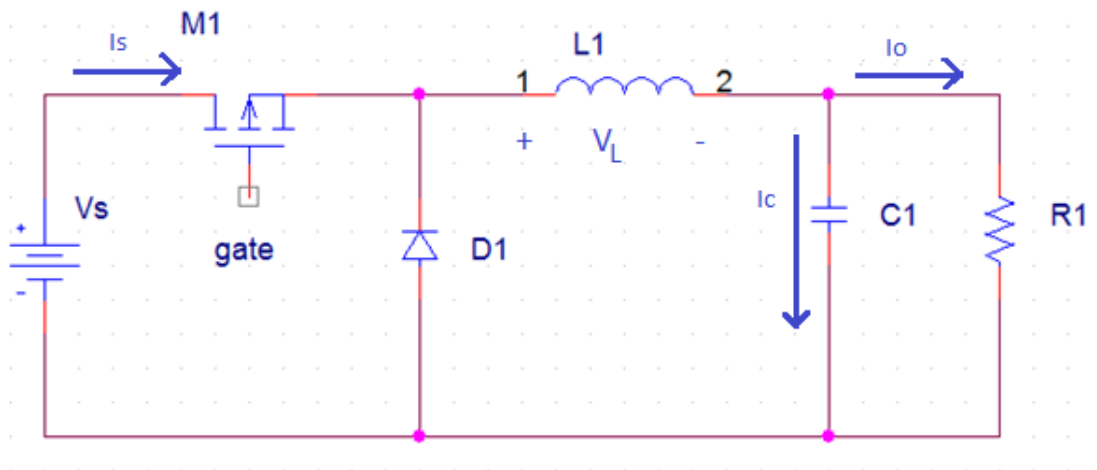 M1
Is
L1
Io
1
2
+
VL
-
Vs
+
-
gate
D1
Ic
C1
R1